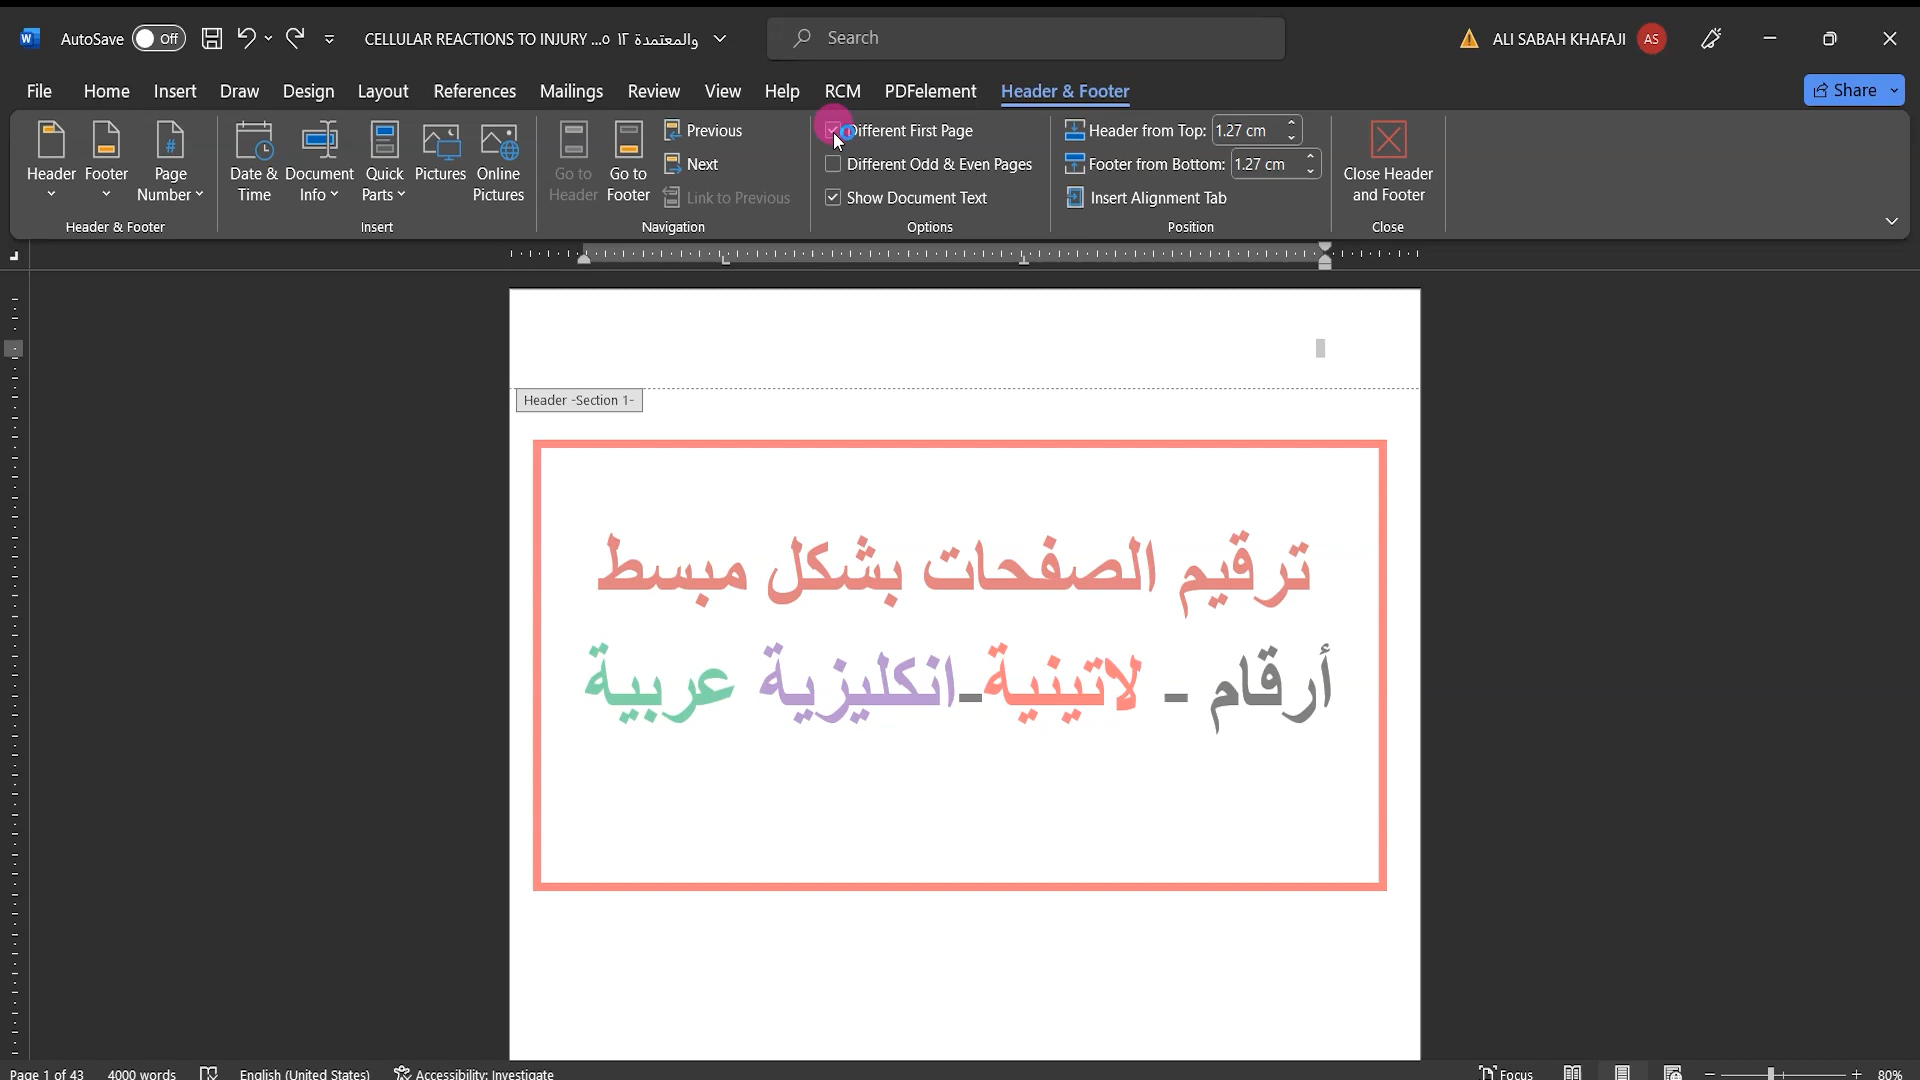 AutoSave Off CELLULAR REACTIONS TO INJURY ...والمعتمدة ١٢ ٥ Search ALI SABAH KHAFAJI AS
File Home Insert Draw Design Layout References Mailings Review View Help RCM PDFelement Header & Footer Share
Header
Footer
Page Number
Header & Footer
Date & Time
Document Info
Quick Parts
Pictures
Online Pictures
Insert
Go to Header
Go to Footer
Previous
Next
Link to Previous
Navigation
Different First Page
Different Odd & Even Pages
Show Document Text
Options
Header from Top: 1.27 cm
Footer from Bottom: 1.27 cm
Insert Alignment Tab
Position
Close Header and Footer
Close
Header -Section 1-
ترقيم الصفحات بشكل مبسط
أرقام - لاتينية-انكليزية عربية
Page 1 of 43 4000 words English (United States) Accessibility: Investigate Focus 80%